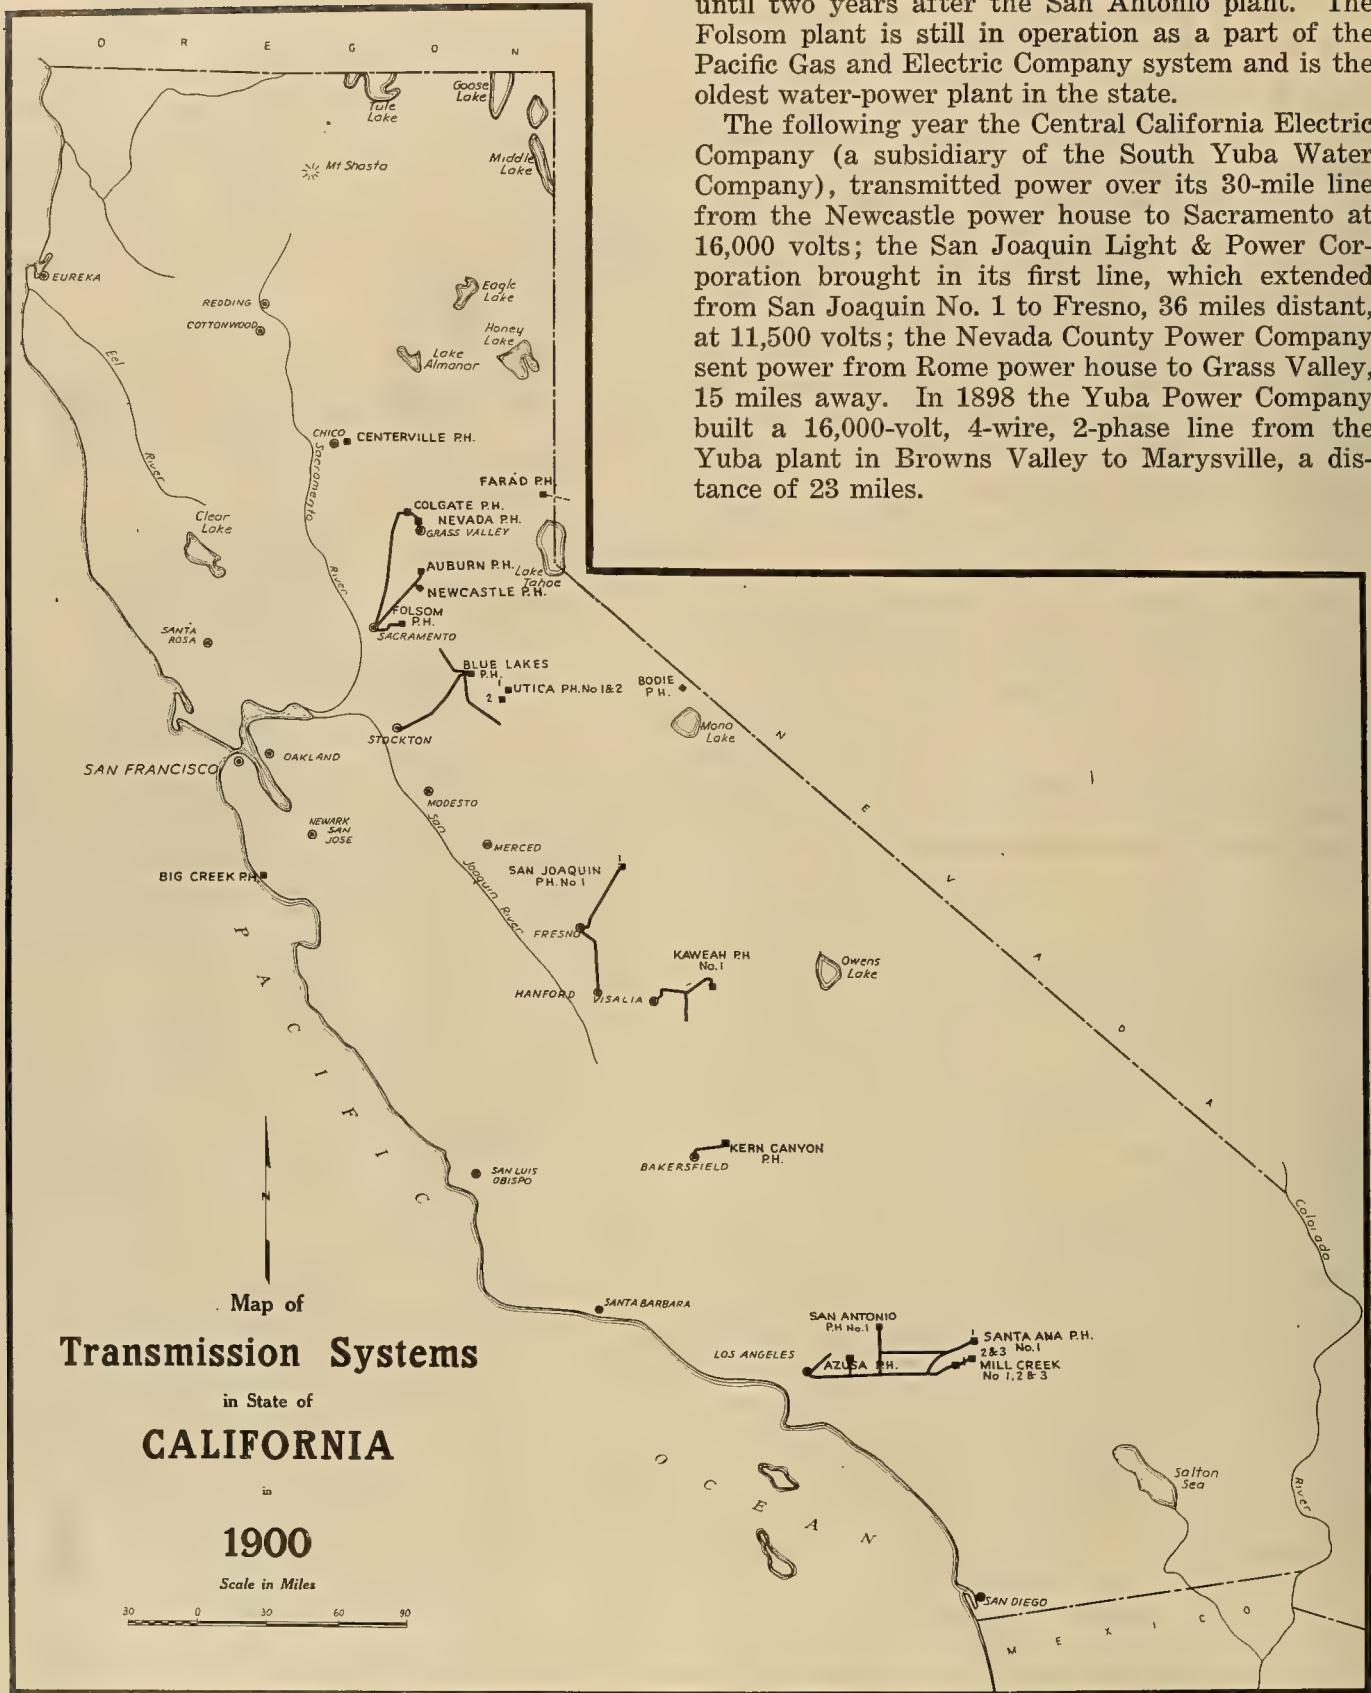 until two years after the San Antonio plant. The
Folsom plant is still in operation as a part of the
Pacific Gas and Electric Company system and is the
oldest water-power plant in the state.
The following year the Central California Electric
Company (a subsidiary of the South Yuba Water
Company), transmitted power over its 30-mile line
from the Newcastle power house to Sacramento at
16,000 volts; the San Joaquin Light & Power Cor-
poration brought in its first line, which extended
from San Joaquin No. 1 to Fresno, 36 miles distant,
at 11,500 volts; the Nevada County Power Company
sent power from Rome power house to Grass Valley,
15 miles away. In 1898 the Yuba Power Company
built a 16,000-volt, 4-wire, 2-phase line from the
Yuba plant in Browns Valley to Marysville, a dis-
tance of 23 miles.
OREGON
Tule
Lake
Goose
Lake
Mt Shasta
Middle
Lake
EUREKA
REDDING
COTTONWOOD
Eagle
Lake
Honey
Lake
Lake
Almanor
Eel
River
CHICO
CENTERVILLE P.H.
Sacramento
River
FARAD P.H.
COLGATE P.H.
NEVADA P.H.
GRASS VALLEY
Clear
Lake
AUBURN P.H.
Lake
Tahoe
NEWCASTLE P.H.
FOLSOM
P.H.
SACRAMENTO
SANTA
ROSA
BLUE LAKES
P.H.
1
2
UTICA P.H. No 1&2
BODIE
P.H.
Mono
Lake
STOCKTON
OAKLAND
SAN FRANCISCO
MODESTO
NEWARK
SAN
JOSE
MERCED
San
Joaquin
River
1
SAN JOAQUIN
P.H. No 1
BIG CREEK P.H.
FRESNO
KAWEAH P.H
No. 1
Owens
Lake
HANFORD
VISALIA
NEVADA
PACIFIC
KERN CANYON
P.H.
BAKERSFIELD
SAN LUIS
OBISPO
N
Colorado
River
SANTA BARBARA
SAN ANTONIO
P.H No. 1
LOS ANGELES
AZUSA P.H.
1
SANTA ANA P.H.
No. 1
2&3
1
MILL CREEK
No 1, 2 & 3
OCEAN
Salton
Sea
SAN DIEGO
MEXICO
Map of
Transmission Systems
in State of
CALIFORNIA
in
1900
Scale in Miles
30 0 30 60 90